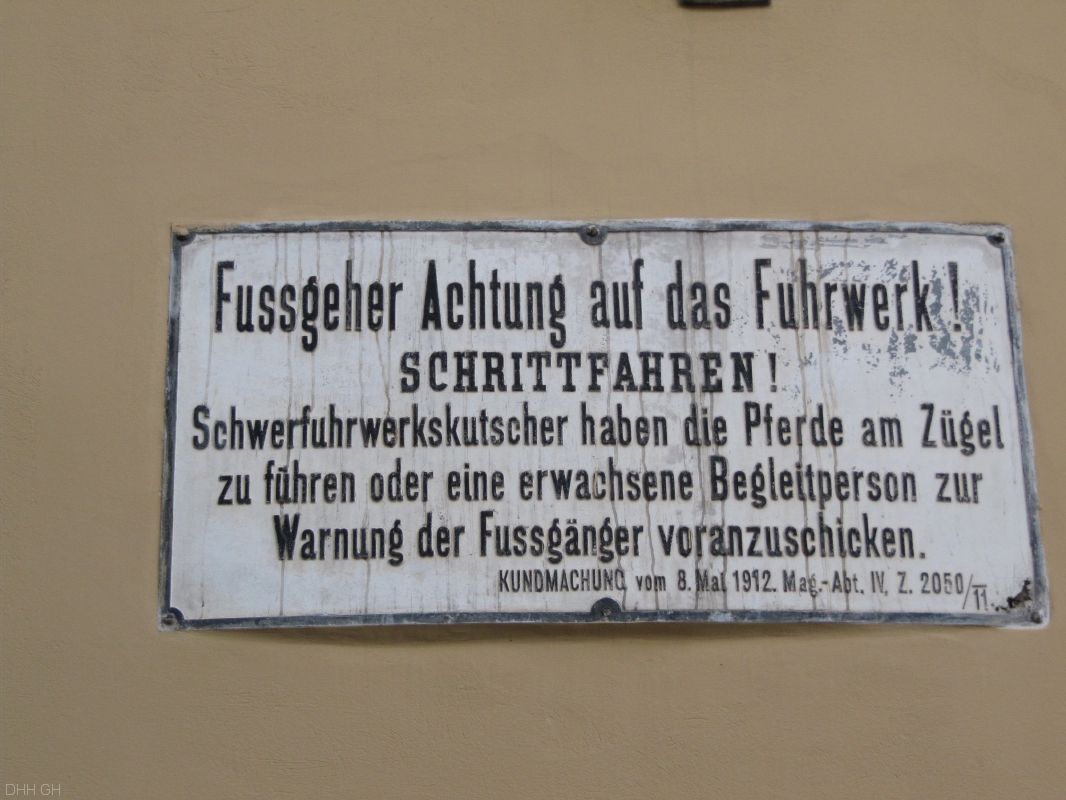 Fussgeher Achtung auf das Fuhrwerk!
SCHRITTFAHREN!
Schwerfuhrwerkskutscher haben die Pferde am Zügel
zu führen oder eine erwachsene Begleitperson zur
Warnung der Fussgänger voranzuschicken.
KUNDMACHUNG vom 8. Mai 1912. Mag.-Abt. IV, Z. 2050/II.
DHH.GH